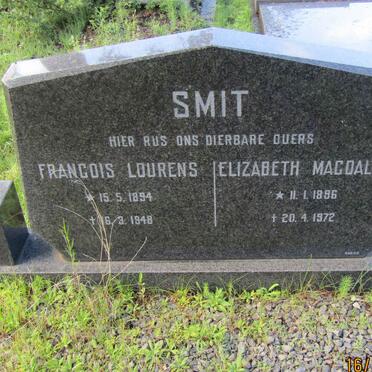 SMIT
HIER RUS ONS DIERBARE OUERS
FRANCOIS LOURENS
* 15.5.1894
9.1948
ELIZABETH MAGDAL
* 11.1.1896
† 20.4.1972
16/